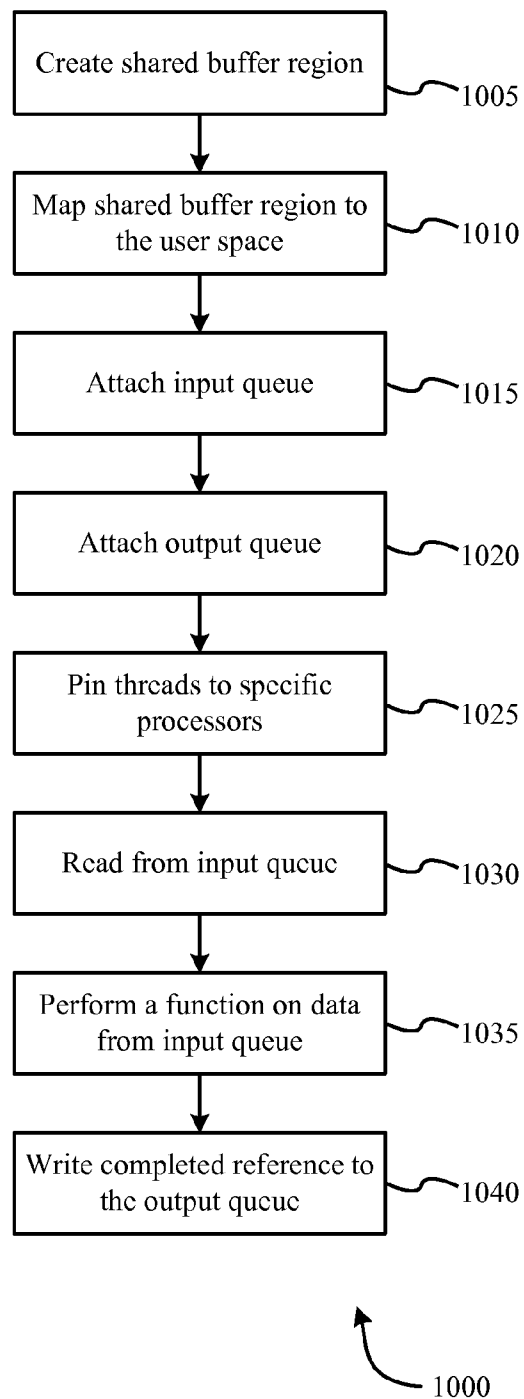 Create shared buffer region
1005
Map shared buffer region to
the user space
1010
Attach input queue
1015
Attach output queue
1020
Pin threads to specific
processors
1025
Read from input queue
1030
Perform a function on data
from input queue
1035
Write completed reference to
the output queue
1040
1000